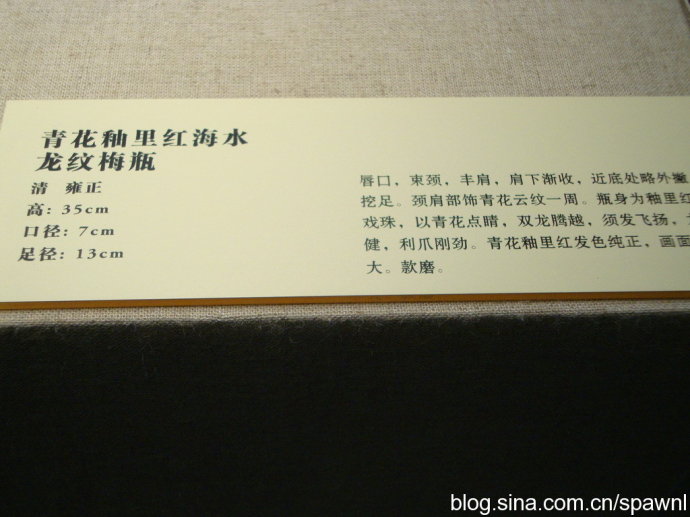 青花釉里红海水
龙纹梅瓶
清 雍正
高：35cm
口径：7cm
足径：13cm
唇口，束颈，丰肩，肩下渐收，近底处略外撇
挖足。颈肩部饰青花云纹一周。瓶身为釉里红
戏珠，以青花点睛，双龙腾越，须发飞扬，
健，利爪刚劲。青花釉里红发色纯正，画面
大。款磨。
blog.sina.com.cn/spawnl